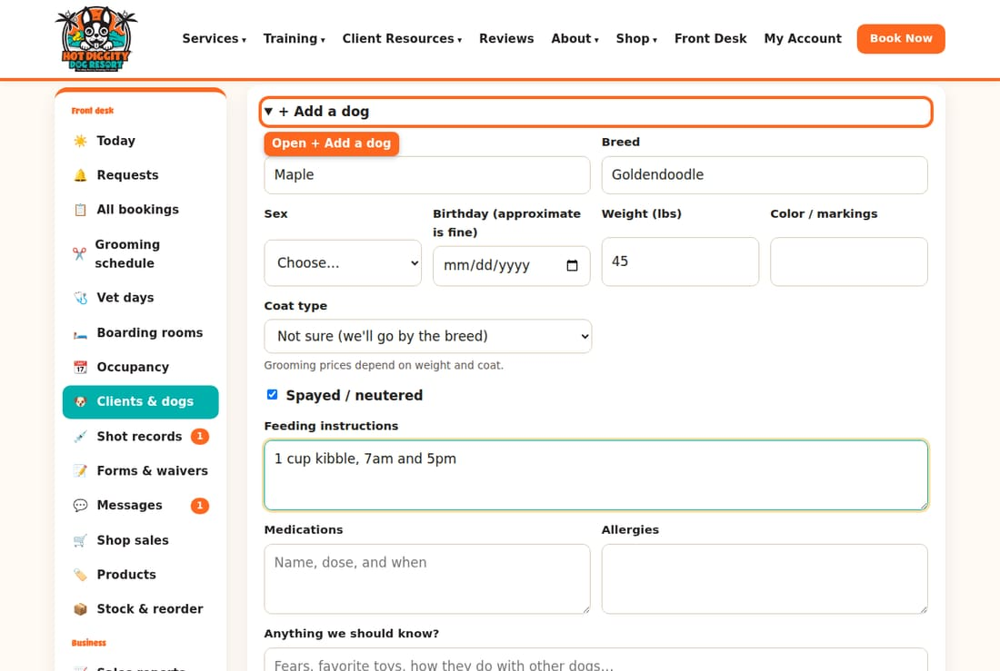 HOT DIGGITY
DOG RESORT
Services ▾ Training ▾ Client Resources ▾ Reviews About ▾ Shop ▾ Front Desk My Account Book Now
Front desk
Today
Requests
All bookings
Grooming
schedule
Vet days
Boarding rooms
Occupancy
Clients & dogs
Shot records 1
Forms & waivers
Messages 1
Shop sales
Products
Stock & reorder
Business
▼ + Add a dog
Open + Add a dog
Breed
Maple
Goldendoodle
Sex
Birthday (approximate
is fine)
Weight (lbs)
Color / markings
Choose...
mm/dd/yyyy
45
Coat type
Not sure (we'll go by the breed)
Grooming prices depend on weight and coat.
Spayed / neutered
Feeding instructions
1 cup kibble, 7am and 5pm
Medications
Allergies
Name, dose, and when
Anything we should know?
Fears, favorite toys, how they do with other dogs...